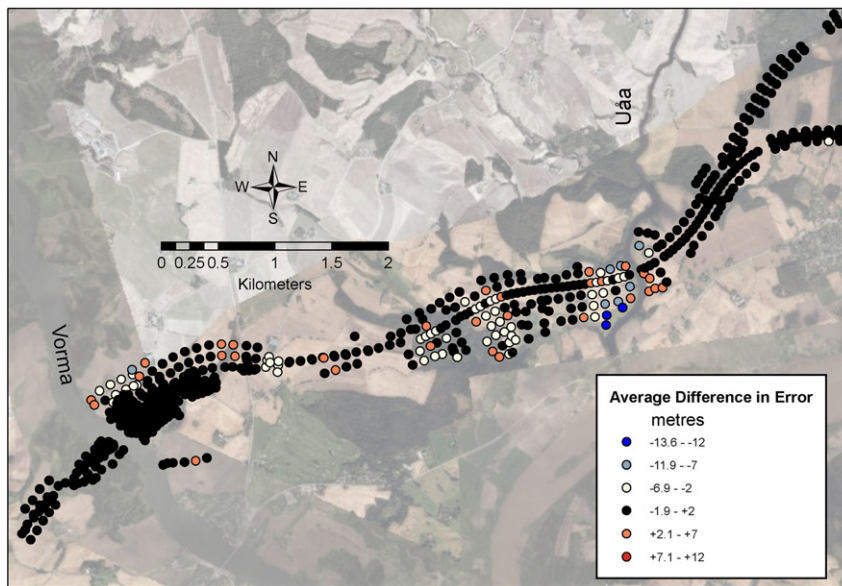 Uåa
N
W E
S
0 0.25 0.5 1 1.5 2
Kilometers
Vorma
Average Difference in Error
metres
-13.6 - -12
-11.9 - -7
-6.9 - -2
-1.9 - +2
+2.1 - +7
+7.1 - +12